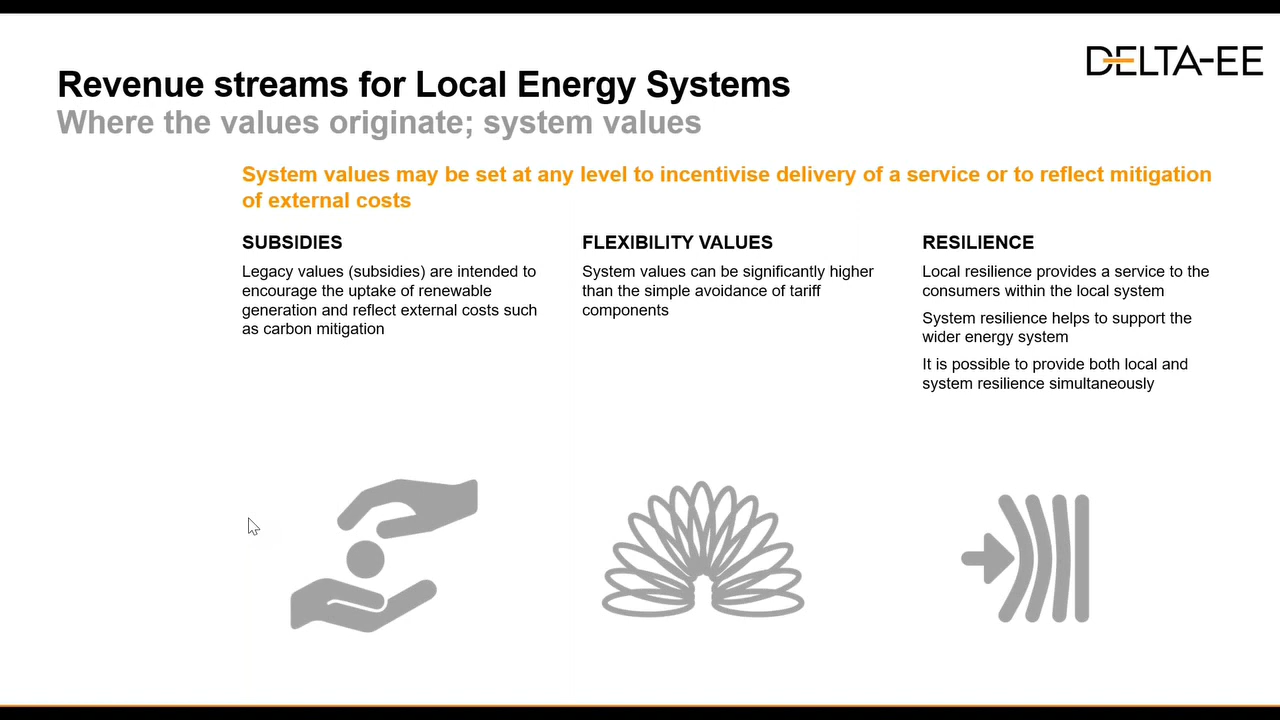 DELTA-EE
Revenue streams for Local Energy Systems
Where the values originate; system values
System values may be set at any level to incentivise delivery of a service or to reflect mitigation
of external costs
SUBSIDIES
Legacy values (subsidies) are intended to
encourage the uptake of renewable
generation and reflect external costs such
as carbon mitigation
FLEXIBILITY VALUES
System values can be significantly higher
than the simple avoidance of tariff
components
RESILIENCE
Local resilience provides a service to the
consumers within the local system
System resilience helps to support the
wider energy system
It is possible to provide both local and
system resilience simultaneously